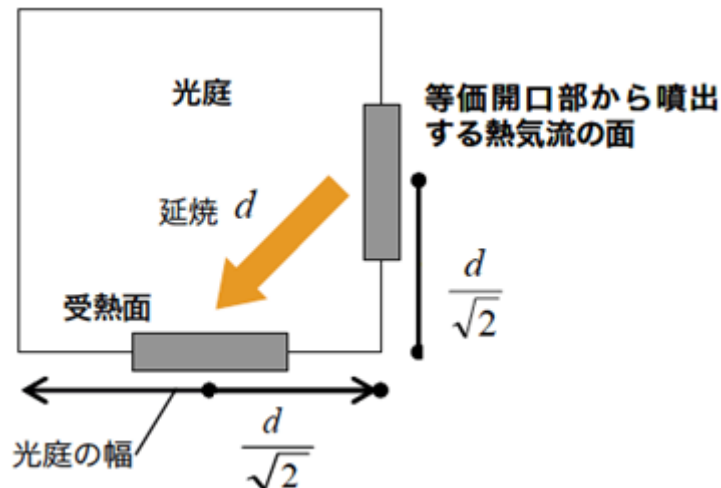 光庭
等価開口部から噴出
する熱気流の面
延焼 d
d
√2
受熱面
光庭の幅
d
√2